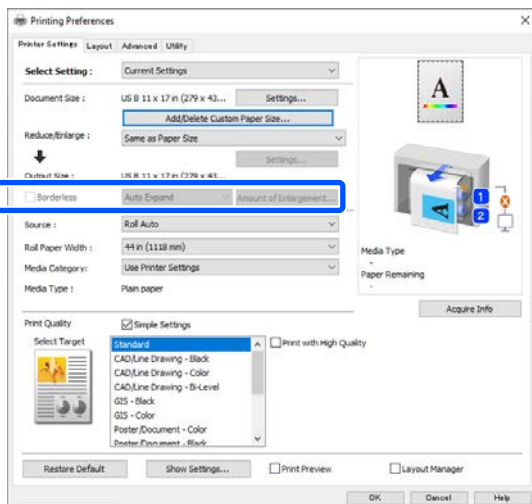 Printing Preferences
Printer Settings Layout Advanced Utility
Select Setting : Current Settings
Document Size : US B 11 x 17 in (279 x 43... Settings...
Add/Delete Custom Paper Size...
Reduce/Enlarge : Same as Paper Size
Settings...
Output Size : US B 11 x 17 in (279 x 43...
Borderless Auto Expand Amount of Enlargement...
Source : Roll Auto
Roll Paper Width : 44 in (1118 mm)
Media Category: Use Printer Settings
Media Type : Plain paper
A
A
1
2
Media Type
-
Paper Remaining
-
Acquire Info
Print Quality Simple Settings
Select Target
Standard
CAD/Line Drawing - Black
CAD/Line Drawing - Color
CAD/Line Drawing - Bi-Level
GIS - Black
GIS - Color
Poster/Document - Color
Poster/Document - Black
Print with High Quality
Restore Default Show Settings... Print Preview Layout Manager
OK Cancel Help